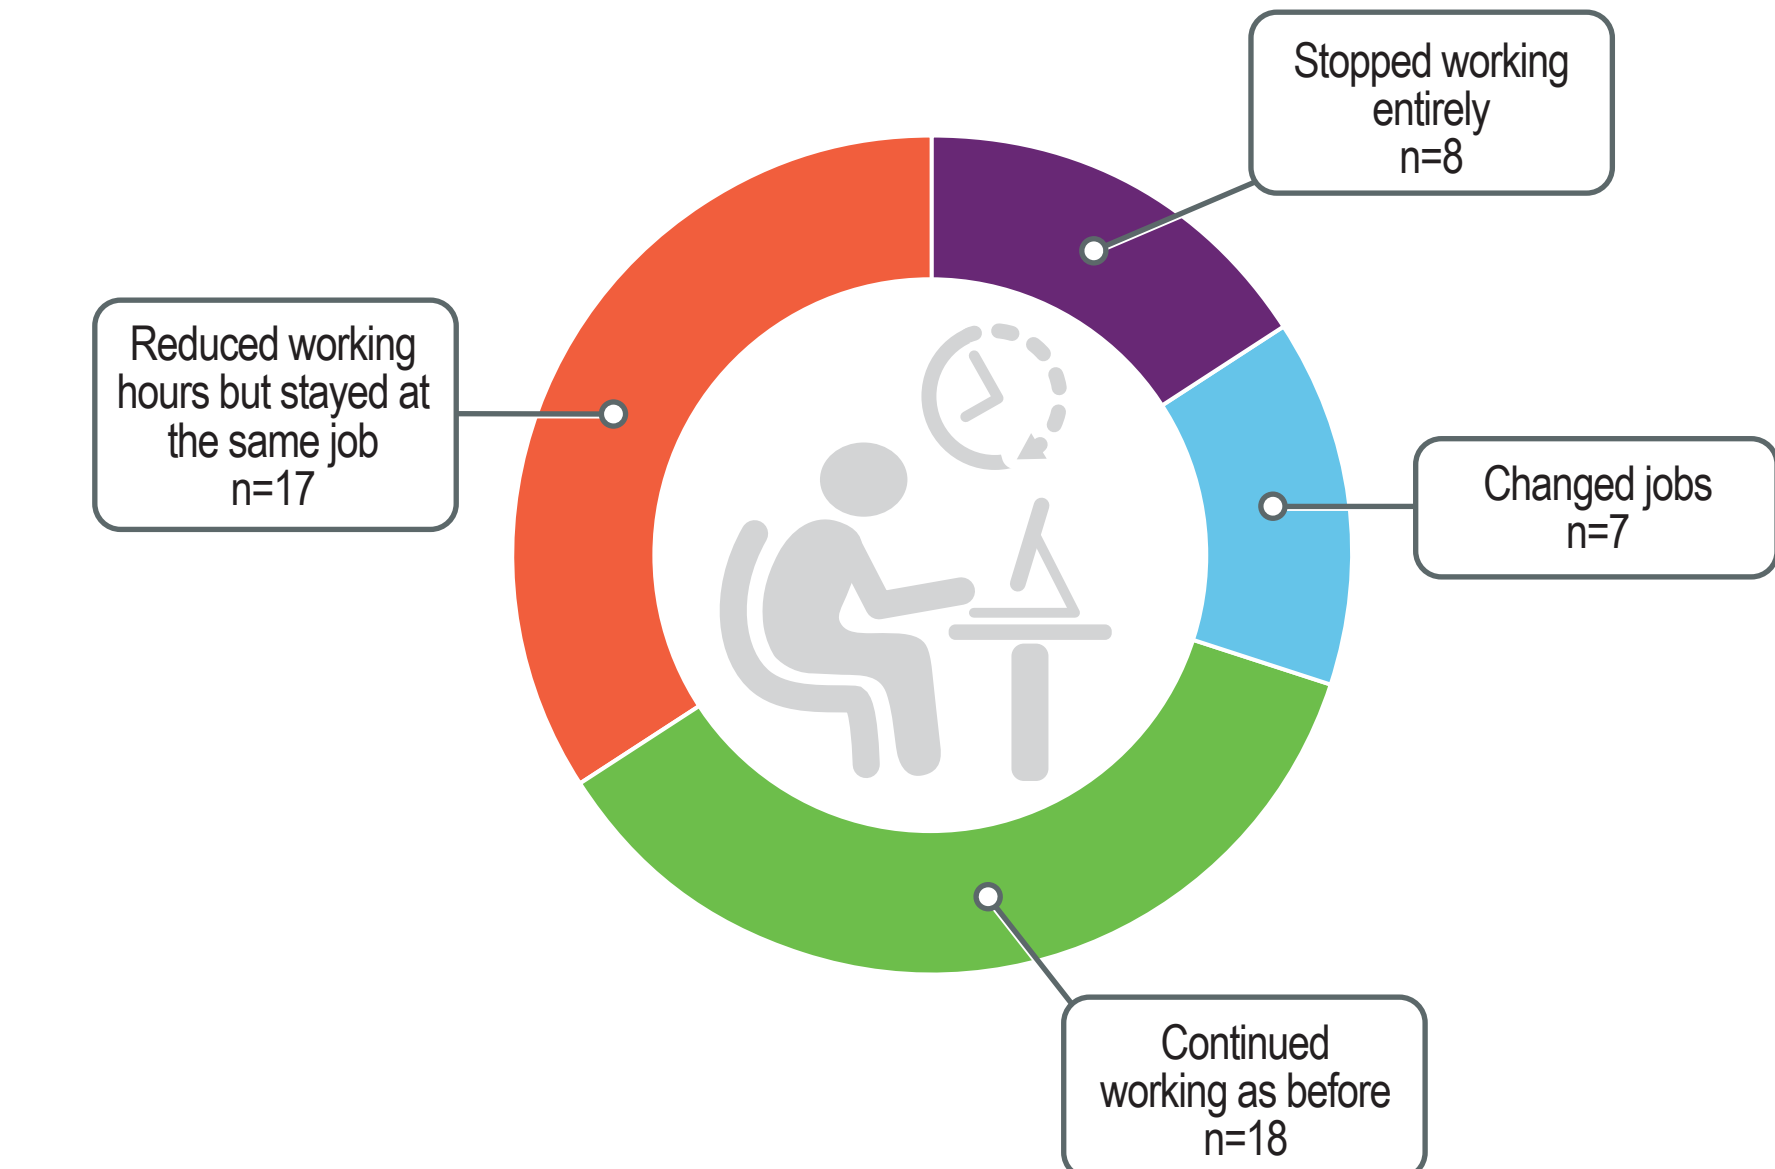 Stopped working
entirely
n=8
Reduced working
hours but stayed at
the same job
n=17
Changed jobs
n=7
Continued
working as before
n=18